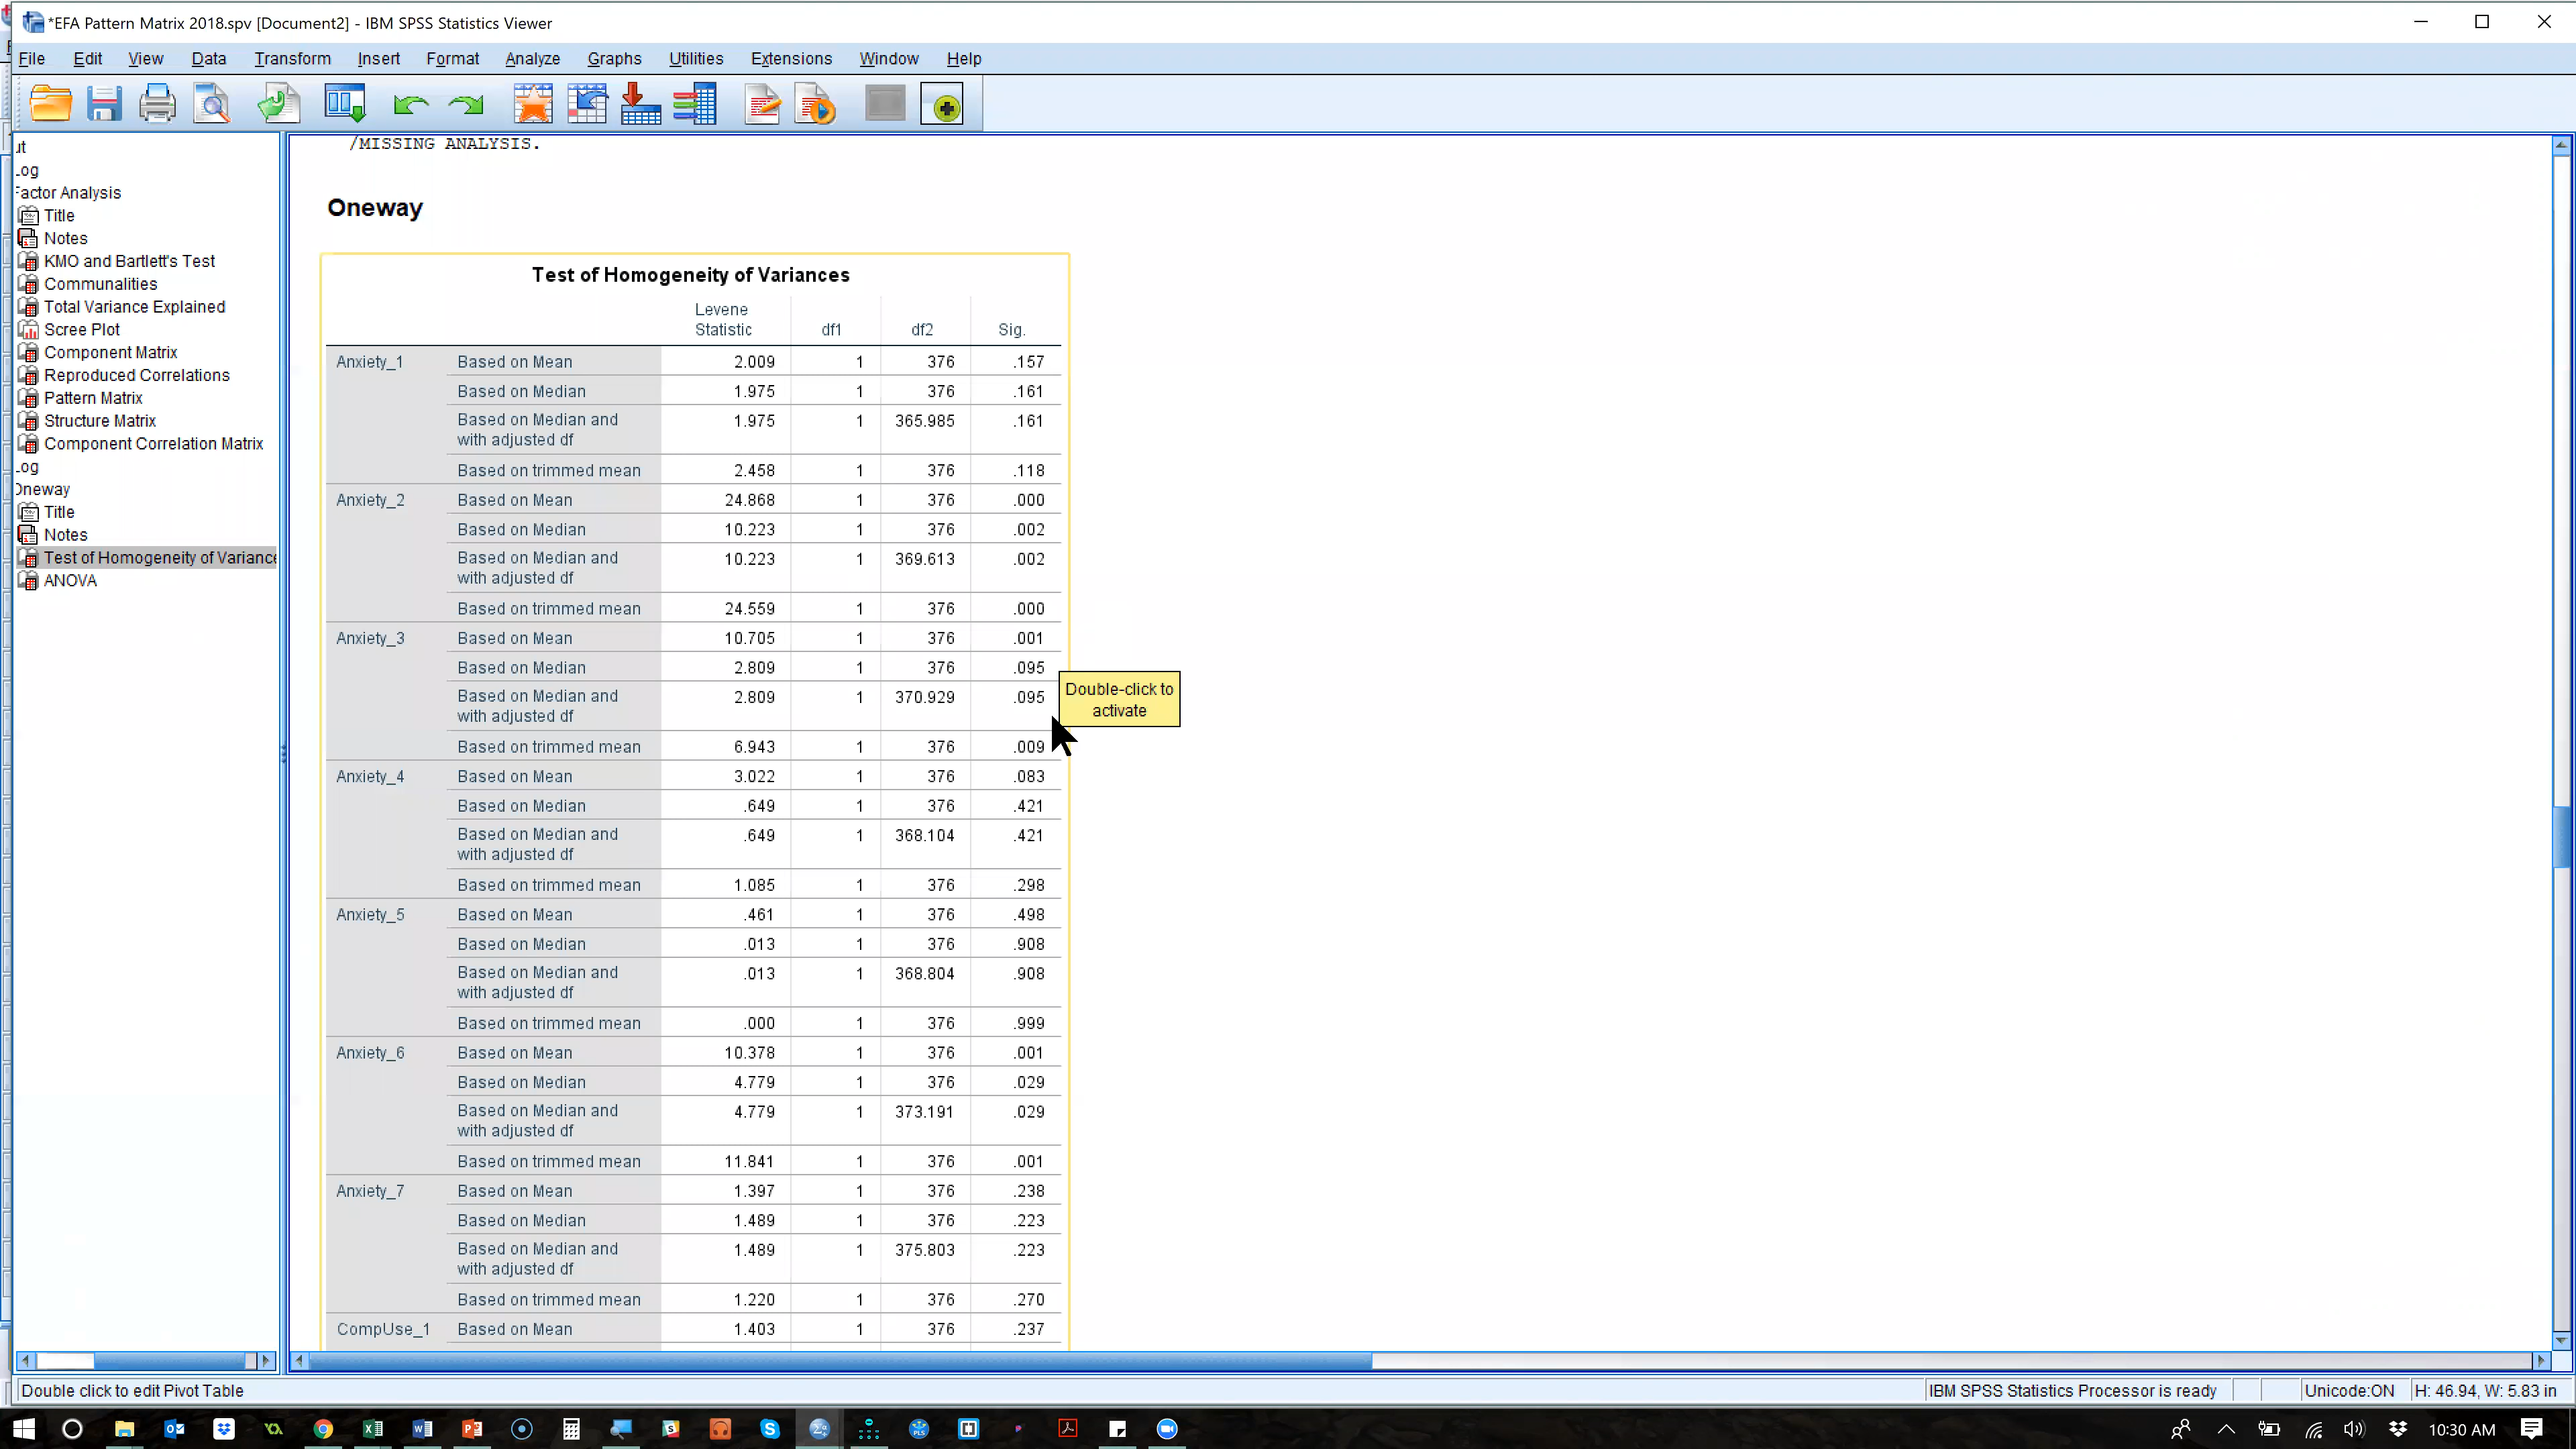 *EFA Pattern Matrix 2018.spv [Document2] - IBM SPSS Statistics Viewer
File Edit View Data Transform Insert Format Analyze Graphs Utilities Extensions Window Help
ut
Log
Factor Analysis
Title
Notes
KMO and Bartlett's Test
Communalities
Total Variance Explained
Scree Plot
Component Matrix
Reproduced Correlations
Pattern Matrix
Structure Matrix
Component Correlation Matrix
Log
Oneway
Title
Notes
Test of Homogeneity of Variance
ANOVA
/MISSING ANALYSIS.
Oneway
Test of Homogeneity of Variances
Levene
Statistic df1 df2 Sig.
Anxiety_1 Based on Mean 2.009 1 376 .157
Based on Median 1.975 1 376 .161
Based on Median and
with adjusted df 1.975 1 365.985 .161
Based on trimmed mean 2.458 1 376 .118
Anxiety_2 Based on Mean 24.868 1 376 .000
Based on Median 10.223 1 376 .002
Based on Median and
with adjusted df 10.223 1 369.613 .002
Based on trimmed mean 24.559 1 376 .000
Anxiety_3 Based on Mean 10.705 1 376 .001
Based on Median 2.809 1 376 .095
Based on Median and
with adjusted df 2.809 1 370.929 .095
Based on trimmed mean 6.943 1 376 .009
Anxiety_4 Based on Mean 3.022 1 376 .083
Based on Median .649 1 376 .421
Based on Median and
with adjusted df .649 1 368.104 .421
Based on trimmed mean 1.085 1 376 .298
Anxiety_5 Based on Mean .461 1 376 .498
Based on Median .013 1 376 .908
Based on Median and
with adjusted df .013 1 368.804 .908
Based on trimmed mean .000 1 376 .999
Anxiety_6 Based on Mean 10.378 1 376 .001
Based on Median 4.779 1 376 .029
Based on Median and
with adjusted df 4.779 1 373.191 .029
Based on trimmed mean 11.841 1 376 .001
Anxiety_7 Based on Mean 1.397 1 376 .238
Based on Median 1.489 1 376 .223
Based on Median and
with adjusted df 1.489 1 375.803 .223
Based on trimmed mean 1.220 1 376 .270
CompUse_1 Based on Mean 1.403 1 376 .237
Double-click to
activate
Double click to edit Pivot Table
IBM SPSS Statistics Processor is ready Unicode:ON H: 46.94, W: 5.83 in
10:30 AM